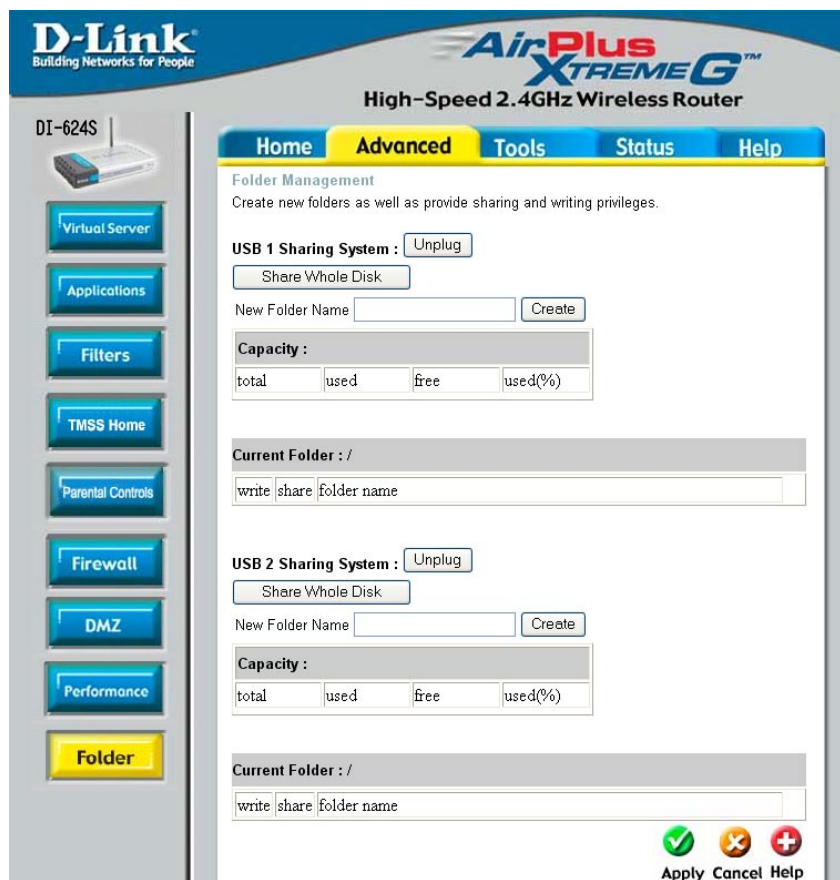 D-Link
Building Networks for People
AirPlus
XTREME G™
High-Speed 2.4GHz Wireless Router
DI-624S
Home Advanced Tools Status Help
Virtual Server
Applications
Filters
TMSS Home
Parental Controls
Firewall
DMZ
Performance
Folder
Folder Management
Create new folders as well as provide sharing and writing privileges.
USB 1 Sharing System : Unplug
Share Whole Disk
New Folder Name Create
Capacity :
total used free used(%)
Current Folder : /
write share folder name
USB 2 Sharing System : Unplug
Share Whole Disk
New Folder Name Create
Capacity :
total used free used(%)
Current Folder : /
write share folder name
Apply Cancel Help